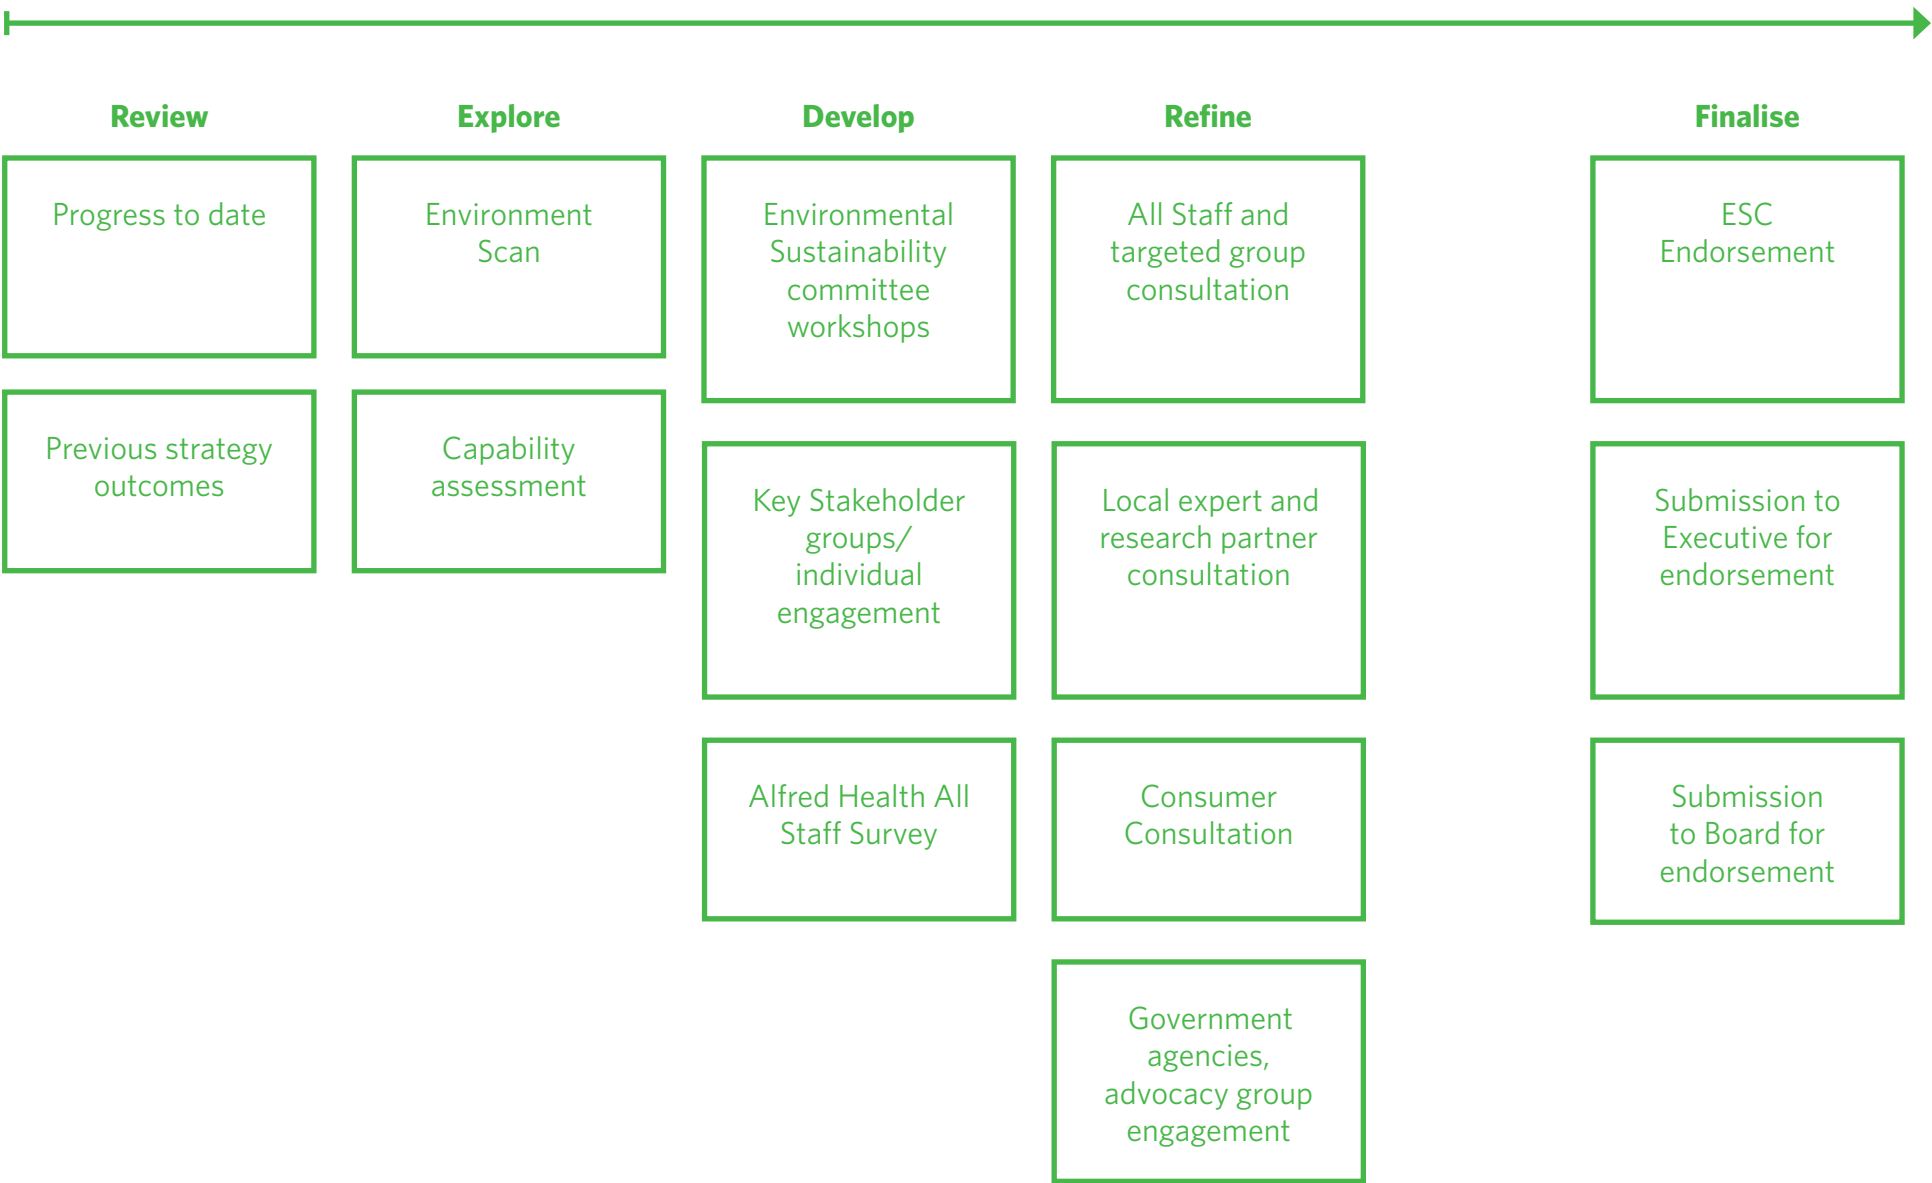 Review
Progress to date
Previous strategy
outcomes
Explore
Environment
Scan
Capability
assessment
Develop
Environmental
Sustainability
committee
workshops
Key Stakeholder
groups/
individual
engagement
Alfred Health All
Staff Survey
Refine
All Staff and
targeted group
consultation
Local expert and
research partner
consultation
Consumer
Consultation
Government
agencies,
advocacy group
engagement
Finalise
ESC
Endorsement
Submission to
Executive for
endorsement
Submission
to Board for
endorsement